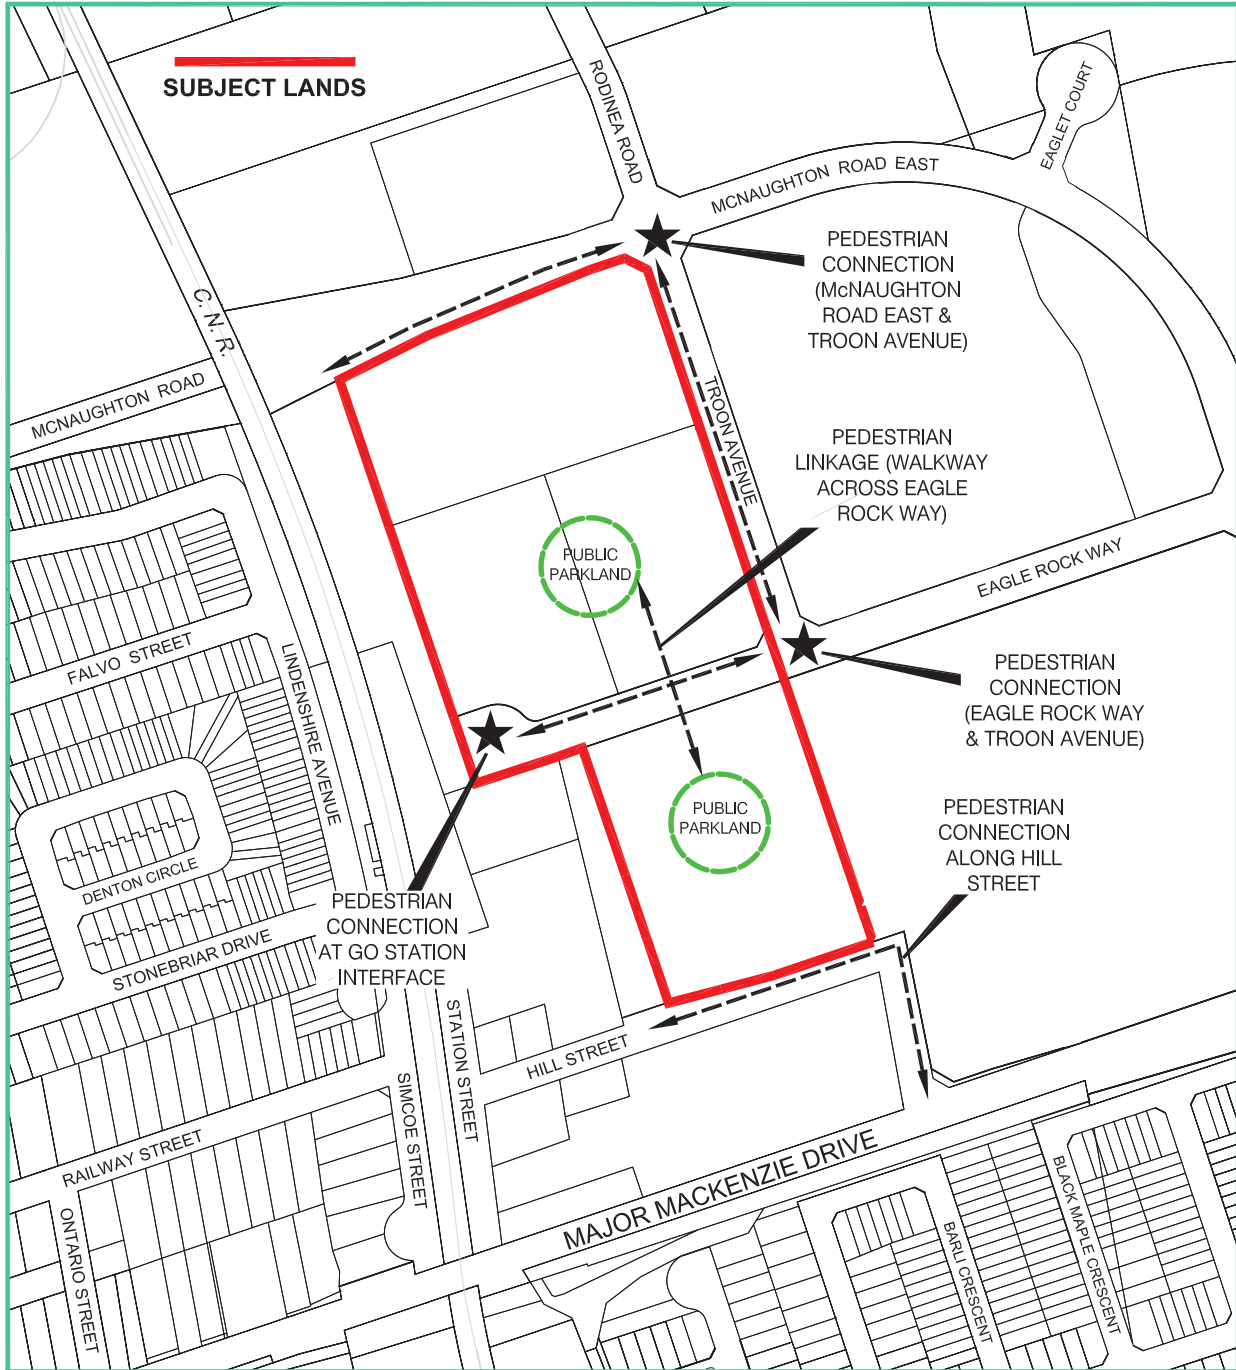 SUBJECT LANDS
RODINEA ROAD
EAGLET COURT
MCNAUGHTON ROAD EAST
C. N. R.
PEDESTRIAN
CONNECTION
(McNAUGHTON
ROAD EAST &
TROON AVENUE)
MCNAUGHTON ROAD
TROON AVENUE
PEDESTRIAN
LINKAGE (WALKWAY
ACROSS EAGLE
ROCK WAY)
PUBLIC
PARKLAND
EAGLE ROCK WAY
FALVO STREET
LINDENSHIRE AVENUE
PEDESTRIAN
CONNECTION
(EAGLE ROCK WAY
& TROON AVENUE)
PUBLIC
PARKLAND
PEDESTRIAN
CONNECTION
ALONG HILL
STREET
DENTON CIRCLE
STONEBRIAR DRIVE
PEDESTRIAN
CONNECTION
AT GO STATION
INTERFACE
STATION STREET
HILL STREET
SIMCOE STREET
RAILWAY STREET
ONTARIO STREET
MAJOR MACKENZIE DRIVE
BARLI CRESCENT
BLACK MAPLE CRESCENT